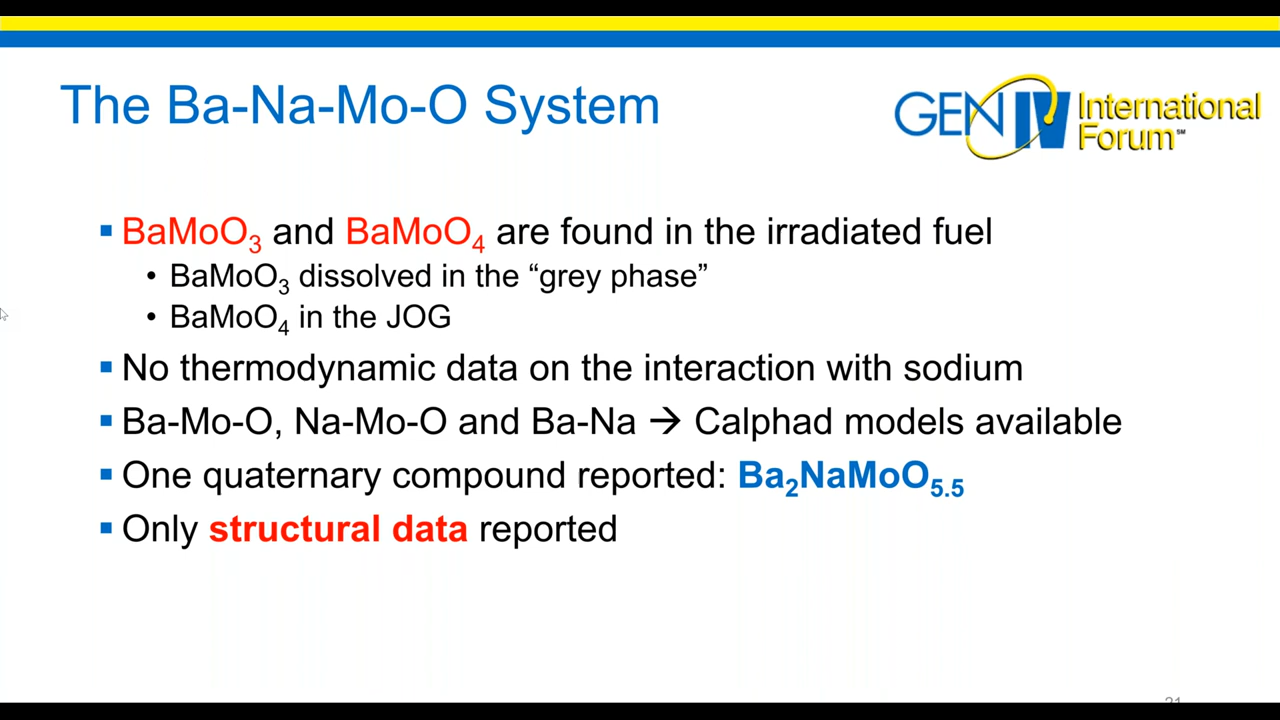 The Ba-Na-Mo-O System
GEN IV International Forum SM
▪ BaMoO₃ and BaMoO₄ are found in the irradiated fuel
• BaMoO₃ dissolved in the “grey phase”
• BaMoO₄ in the JOG
▪ No thermodynamic data on the interaction with sodium
▪ Ba-Mo-O, Na-Mo-O and Ba-Na → Calphad models available
▪ One quaternary compound reported: Ba₂NaMoO₅.₅
▪ Only structural data reported